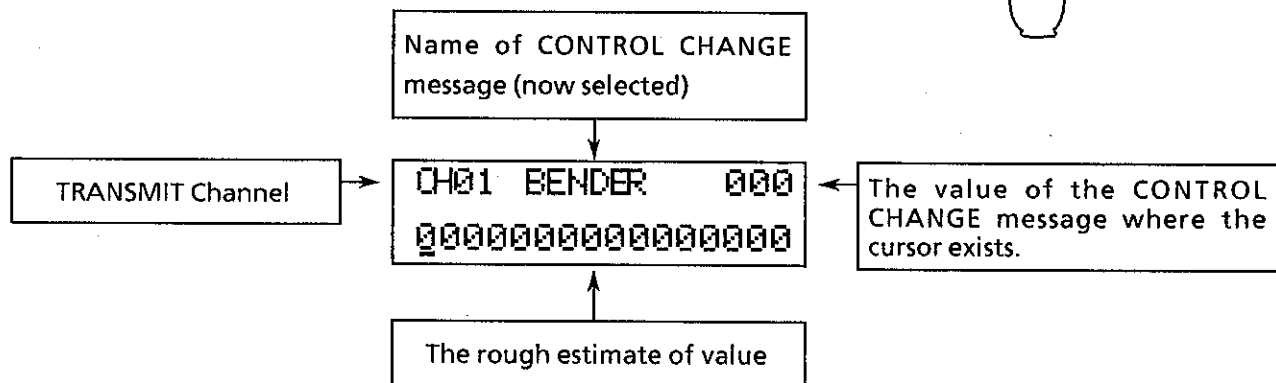 Name of CONTROL CHANGE
message (now selected)
TRANSMIT Channel
CH01 BENDER 000
0000000000000000
The value of the CONTROL
CHANGE message where the
cursor exists.
The rough estimate of value